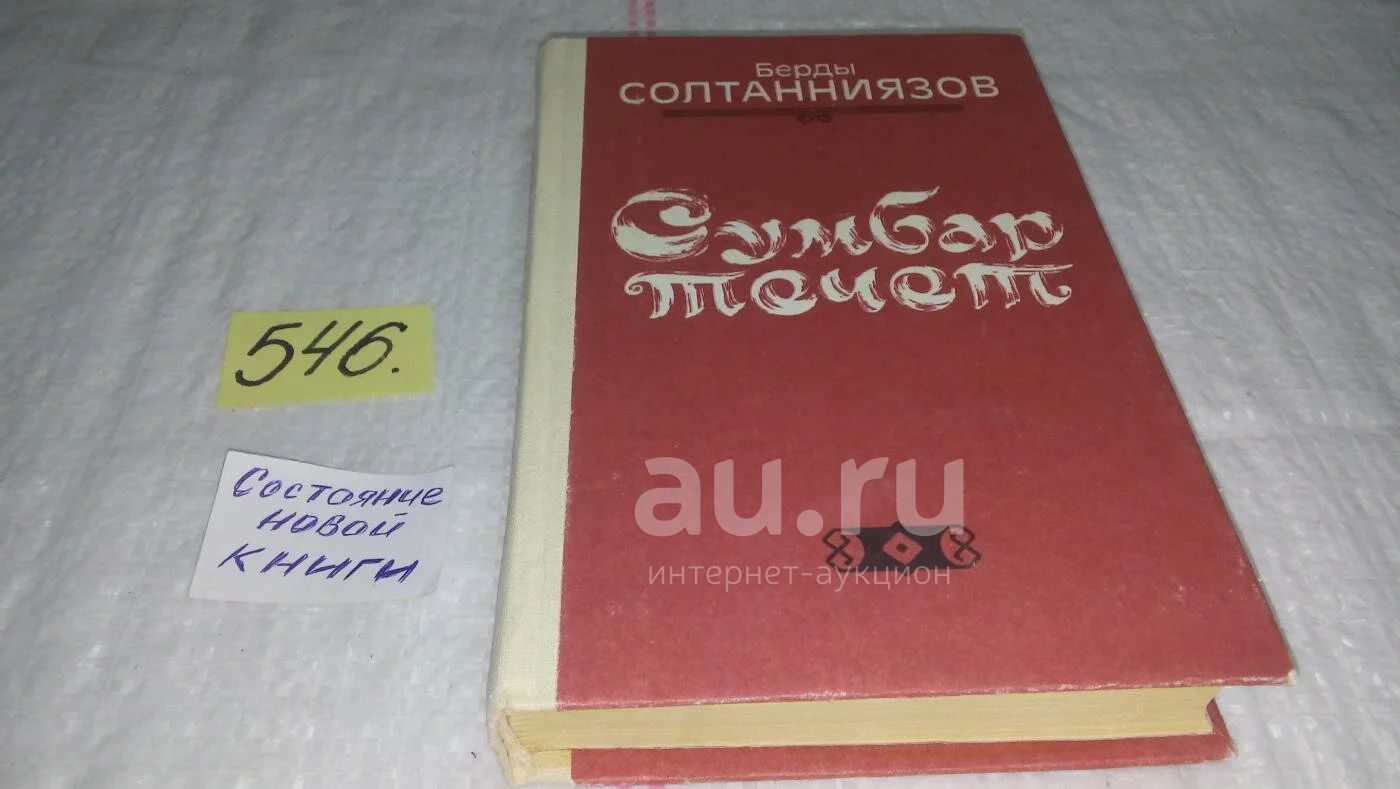 Берды
СОЛТАННИЯЗОВ
Сумбар
течет
546.
Состояние
новой
книги
au.ru
интернет-аукцион